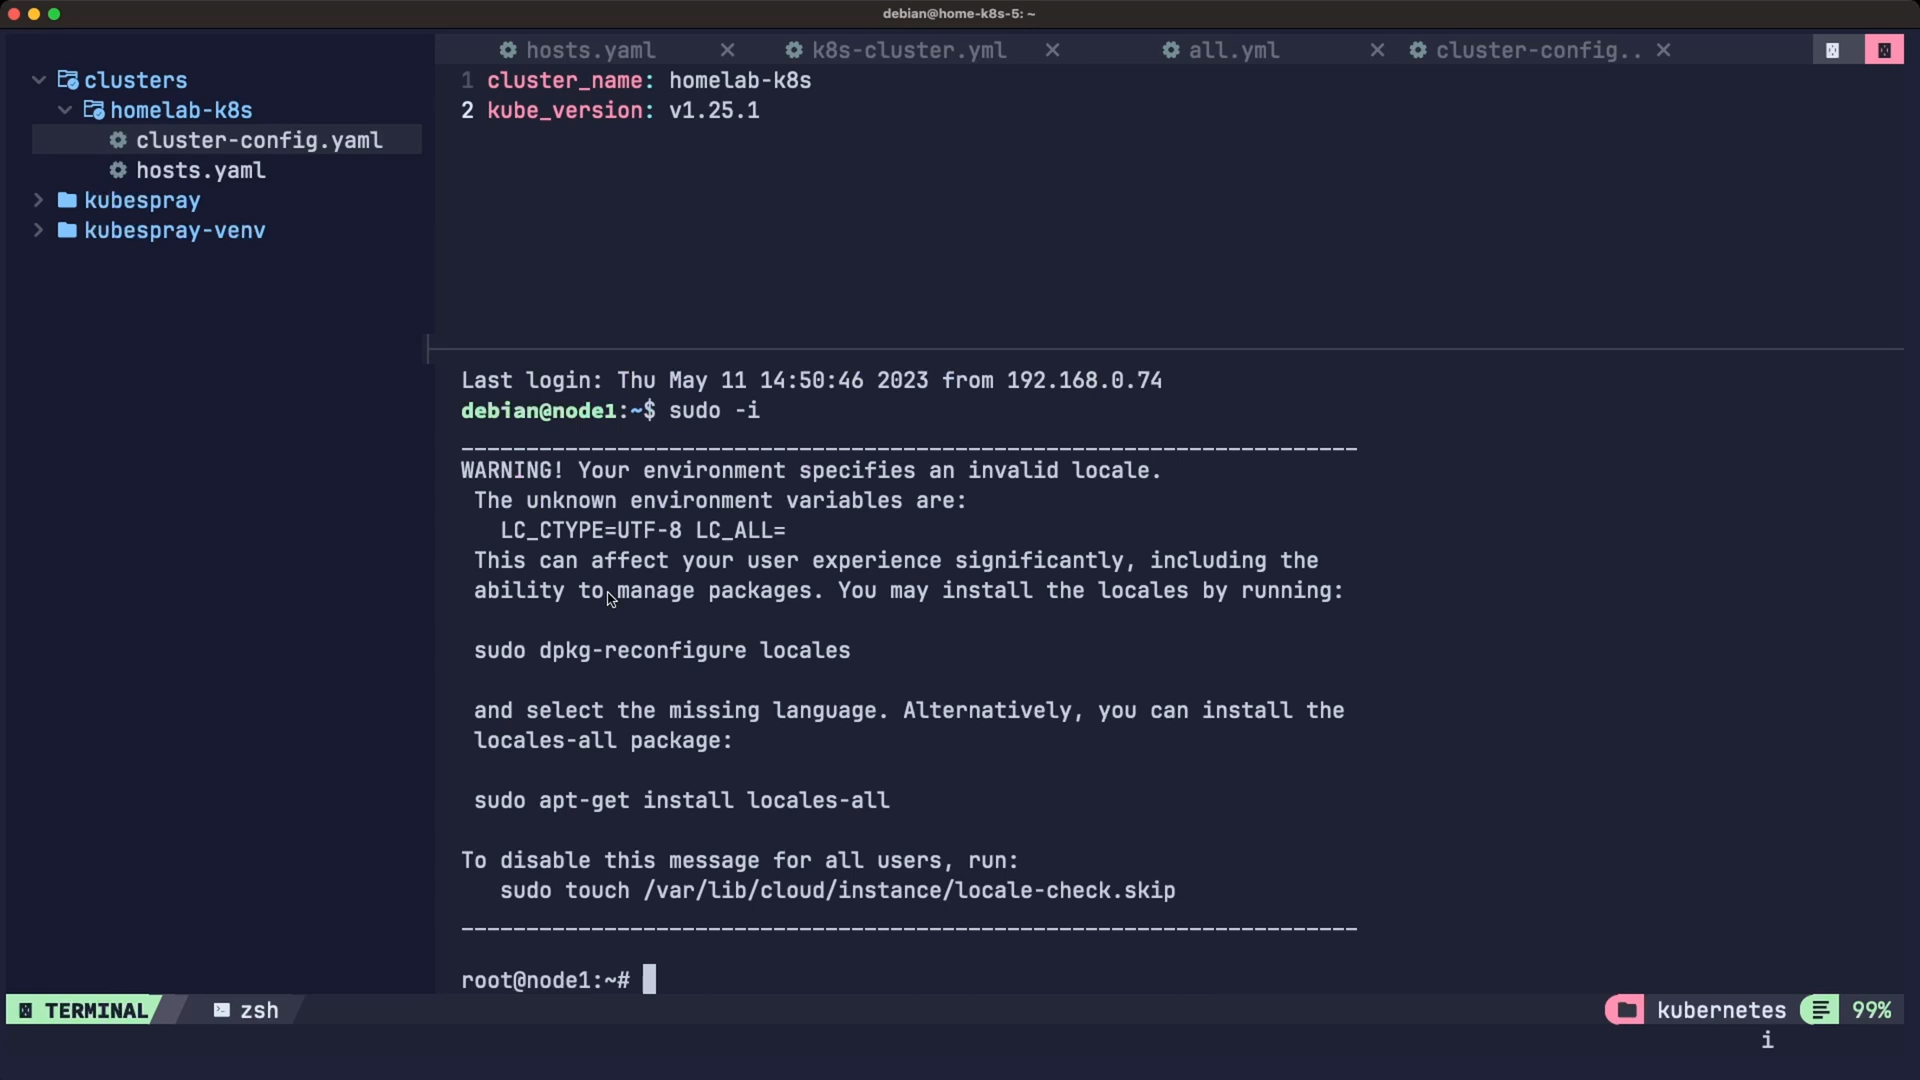 debian@home-k8s-5: ~
hosts.yaml k8s-cluster.yml all.yml cluster-config..
clusters
homelab-k8s
cluster-config.yaml
hosts.yaml
kubespray
kubespray-venv
1 cluster_name: homelab-k8s
2 kube_version: v1.25.1
Last login: Thu May 11 14:50:46 2023 from 192.168.0.74
debian@node1:~$ sudo -i
_____________________________________________________________________
WARNING! Your environment specifies an invalid locale.
The unknown environment variables are:
LC_CTYPE=UTF-8 LC_ALL=
This can affect your user experience significantly, including the
ability to manage packages. You may install the locales by running:
sudo dpkg-reconfigure locales
and select the missing language. Alternatively, you can install the
locales-all package:
sudo apt-get install locales-all
To disable this message for all users, run:
sudo touch /var/lib/cloud/instance/locale-check.skip
_____________________________________________________________________
root@node1:~#
TERMINAL zsh kubernetes 99%
i